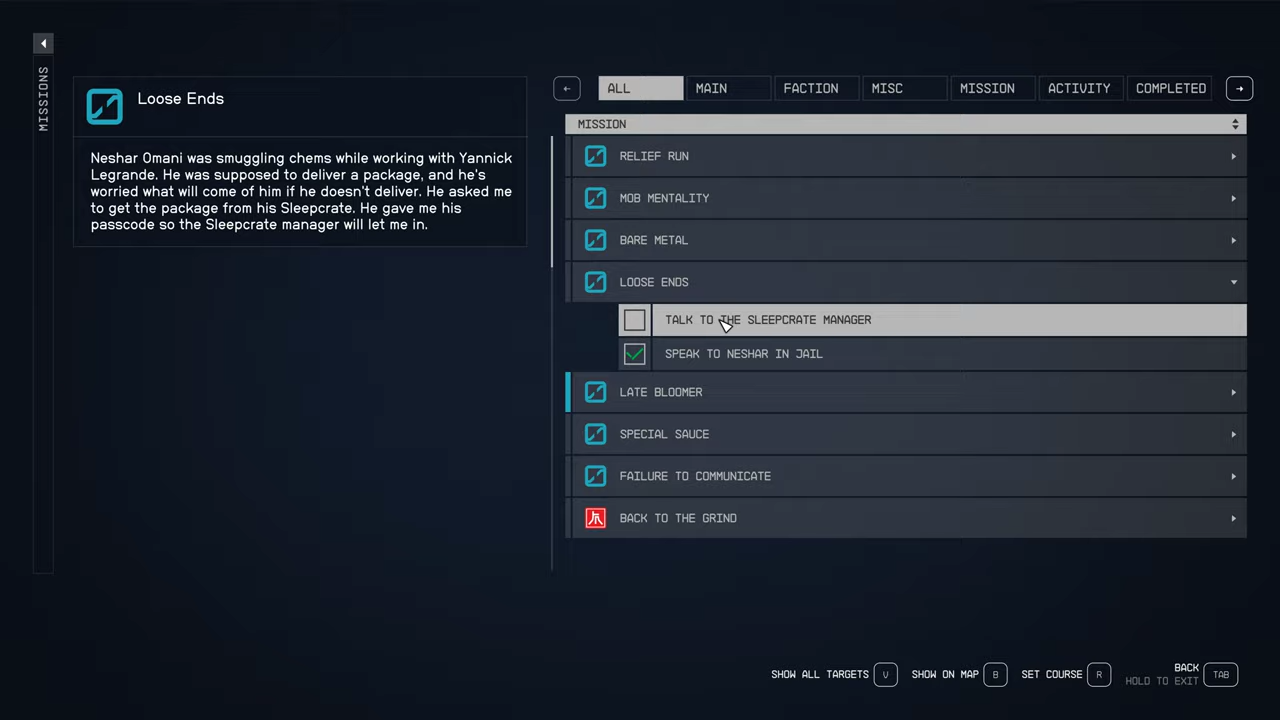 MISSIONS
Loose Ends
Neshar Omani was smuggling chems while working with Yannick
Legrande. He was supposed to deliver a package, and he's
worried what will come of him if he doesn't deliver. He asked me
to get the package from his Sleepcrate. He gave me his
passcode so the Sleepcrate manager will let me in.
ALL MAIN FACTION MISC MISSION ACTIVITY COMPLETED
MISSION
RELIEF RUN
MOB MENTALITY
BARE METAL
LOOSE ENDS
TALK TO THE SLEEPCRATE MANAGER
SPEAK TO NESHAR IN JAIL
LATE BLOOMER
SPECIAL SAUCE
FAILURE TO COMMUNICATE
BACK TO THE GRIND
SHOW ALL TARGETS V SHOW ON MAP B SET COURSE R BACK TAB
HOLD TO EXIT